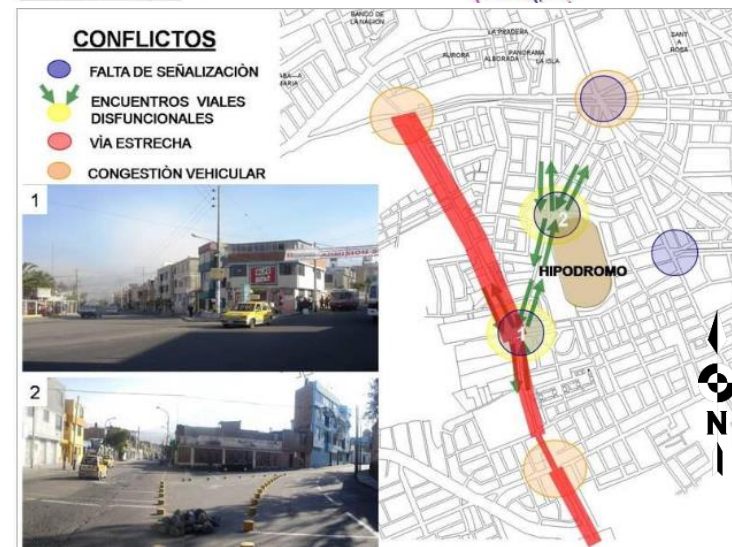 CONFLICTOS
FALTA DE SEÑALIZACIÒN
ENCUENTROS VIALES
DISFUNCIONALES
VÌA ESTRECHA
CONGESTIÒN VEHICULAR
1
2
BANCO DE
LA NACION
LA PRADERA
AURORA
ALBORADA
PANORAMA
LA ISLA
SANT
A
ROSA
2
HIPODROMO
1
N